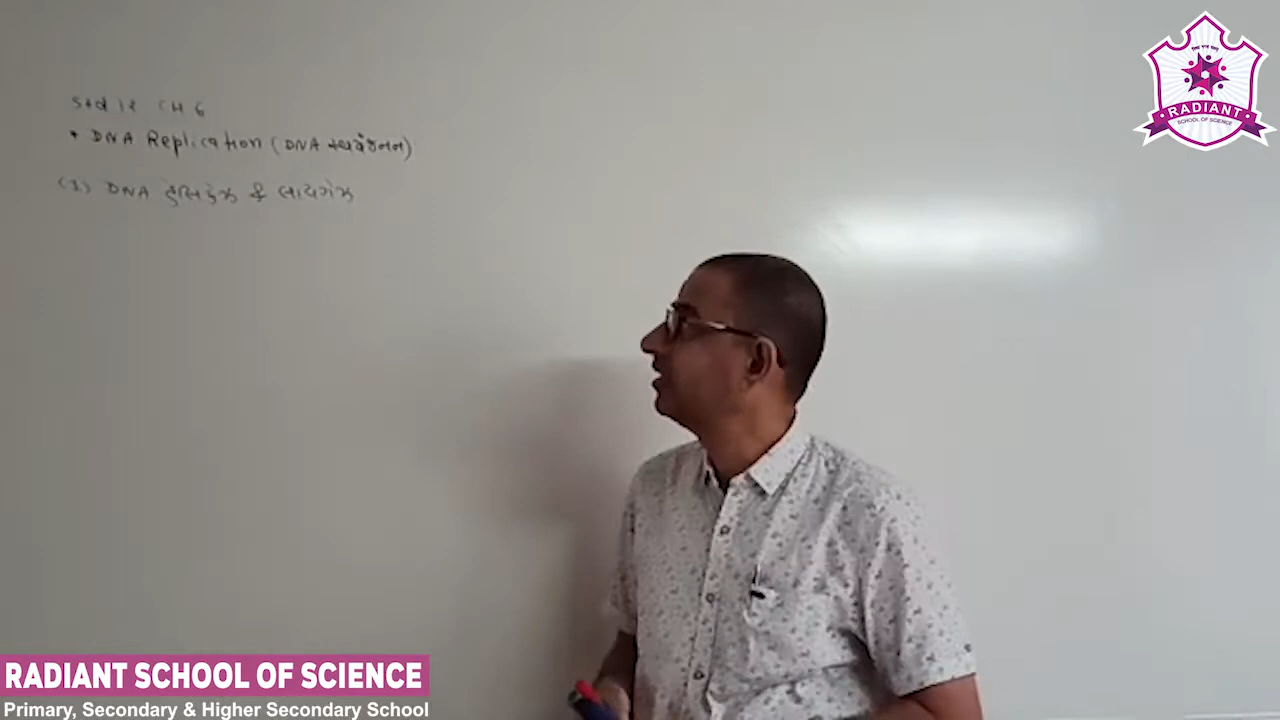 Std 12 CH 6
* DNA Replication (DNA સ્વયંજનન)
(1) DNA હેલિકેઝ & લાયગેઝ
RADIANT
SCHOOL OF SCIENCE
RADIANT SCHOOL OF SCIENCE
Primary, Secondary & Higher Secondary School